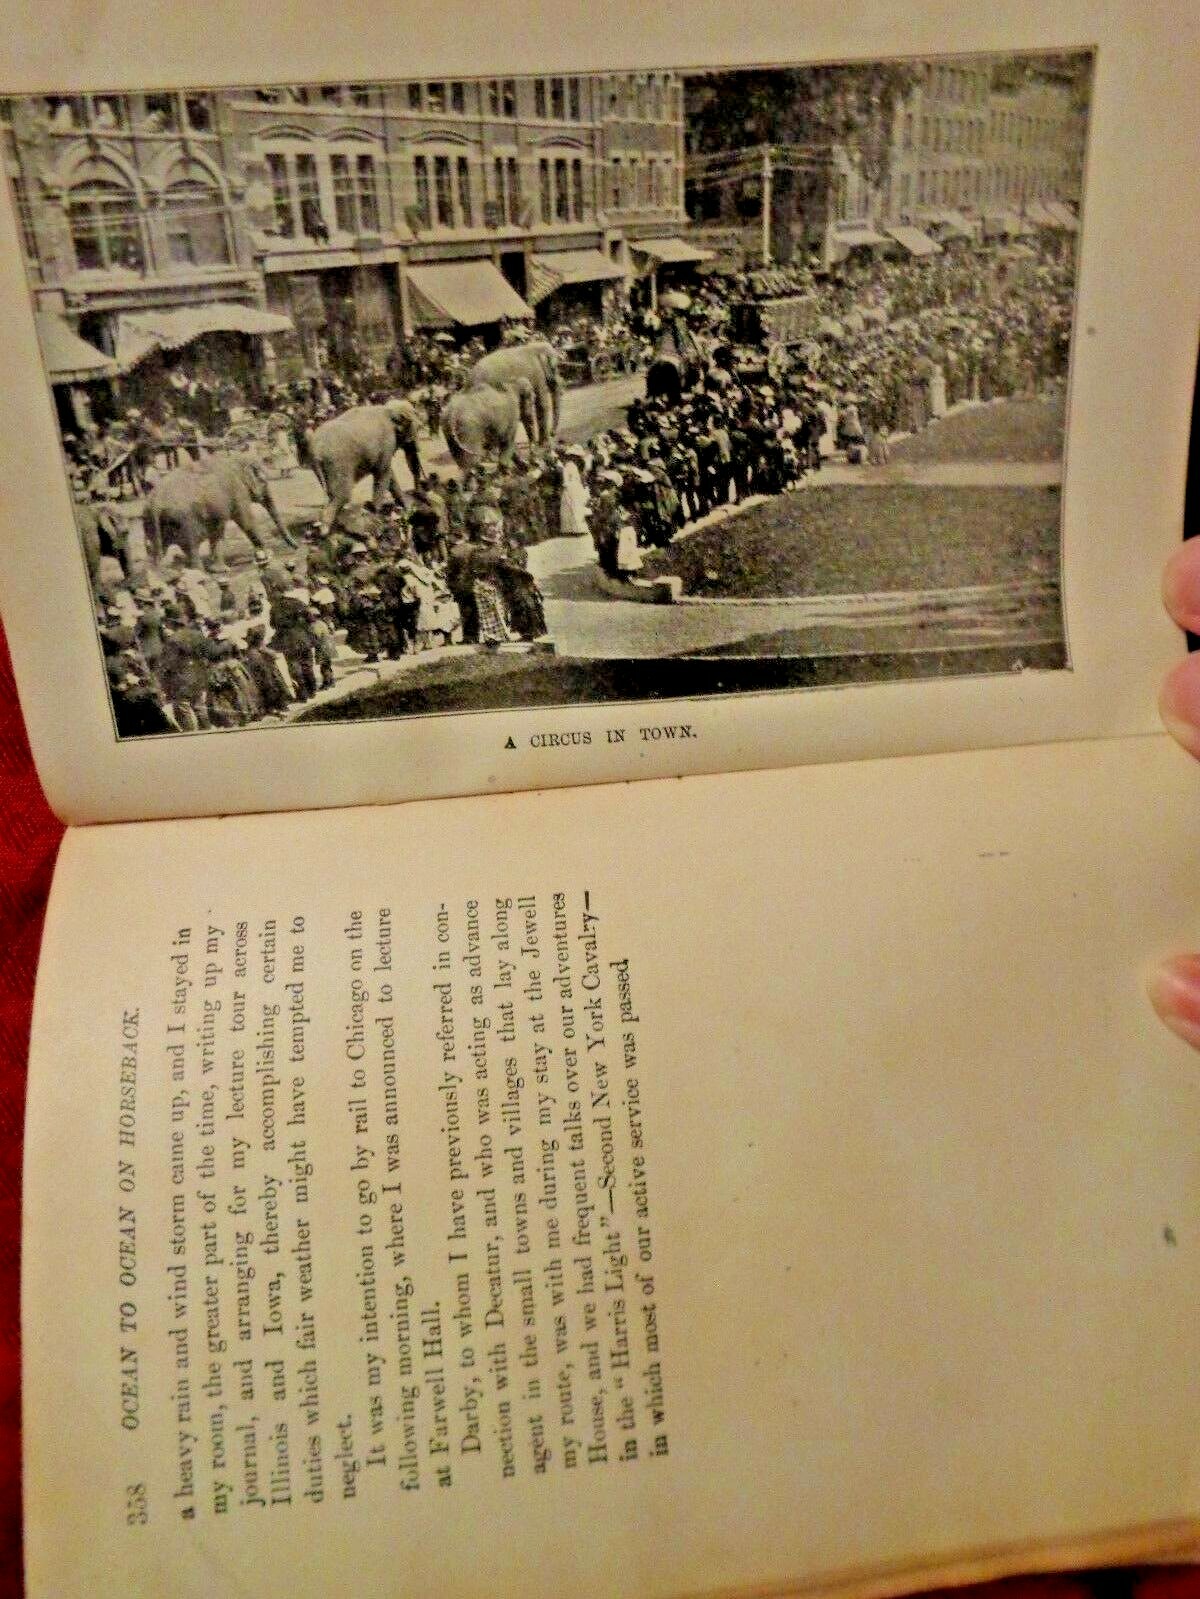 A CIRCUS IN TOWN.
358 OCEAN TO OCEAN ON HORSEBACK.
a heavy rain and wind storm came up, and I stayed in
my room, the greater part of the time, writing up my
journal, and arranging for my lecture tour across
Illinois and Iowa, thereby accomplishing certain
duties which fair weather might have tempted me to
neglect.
It was my intention to go by rail to Chicago on the
following morning, where I was announced to lecture
at Farwell Hall.
Darby, to whom I have previously referred in con-
nection with Decatur, and who was acting as advance
agent in the small towns and villages that lay along
my route, was with me during my stay at the Jewell
House, and we had frequent talks over our adventures
in the "Harris Light"—Second New York Cavalry—
in which most of our active service was passed.